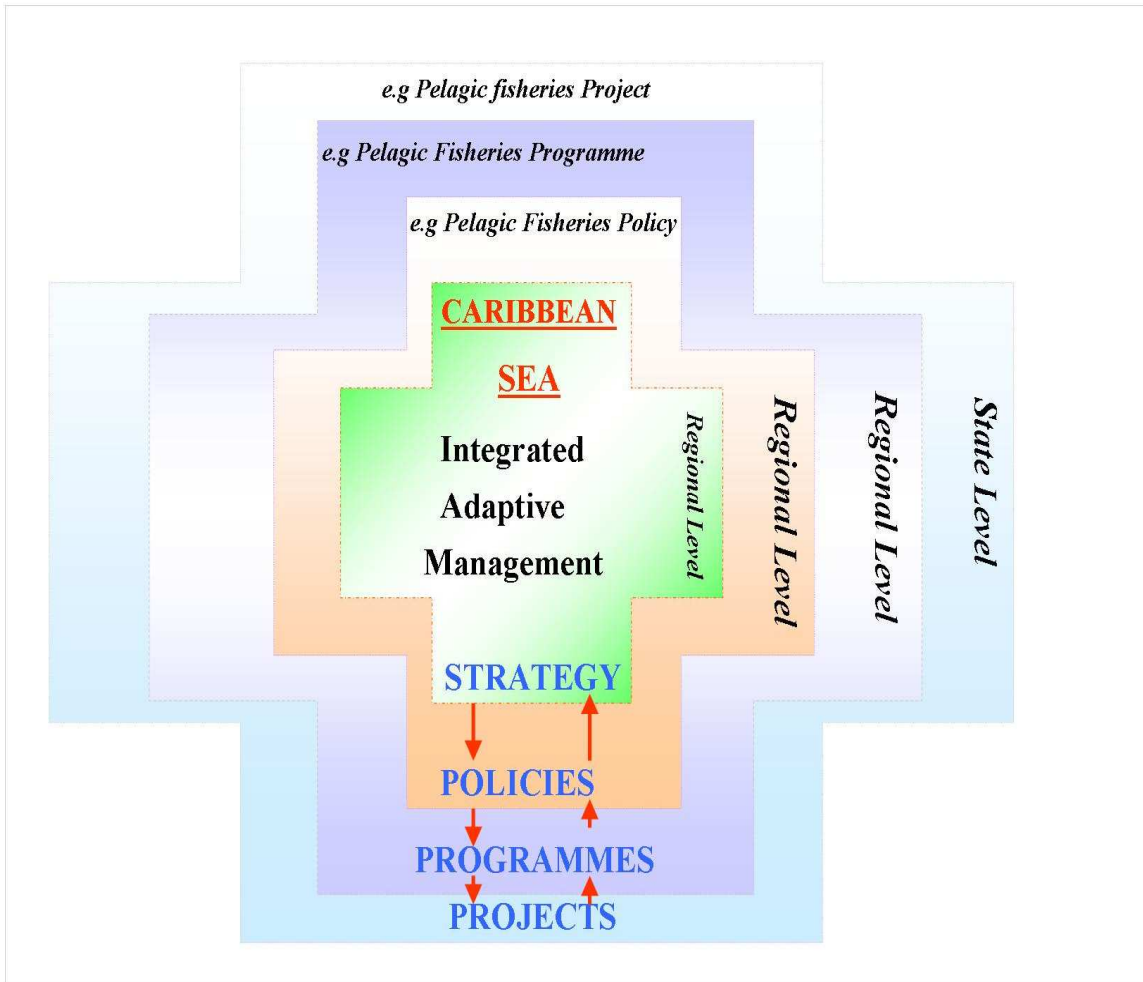 e.g Pelagic fisheries Project
e.g Pelagic Fisheries Programme
e.g Pelagic Fisheries Policy
CARIBBEAN
SEA
Integrated
Adaptive
Management
Regional Level
Regional Level
Regional Level
State Level
STRATEGY
POLICIES
PROGRAMMES
PROJECTS